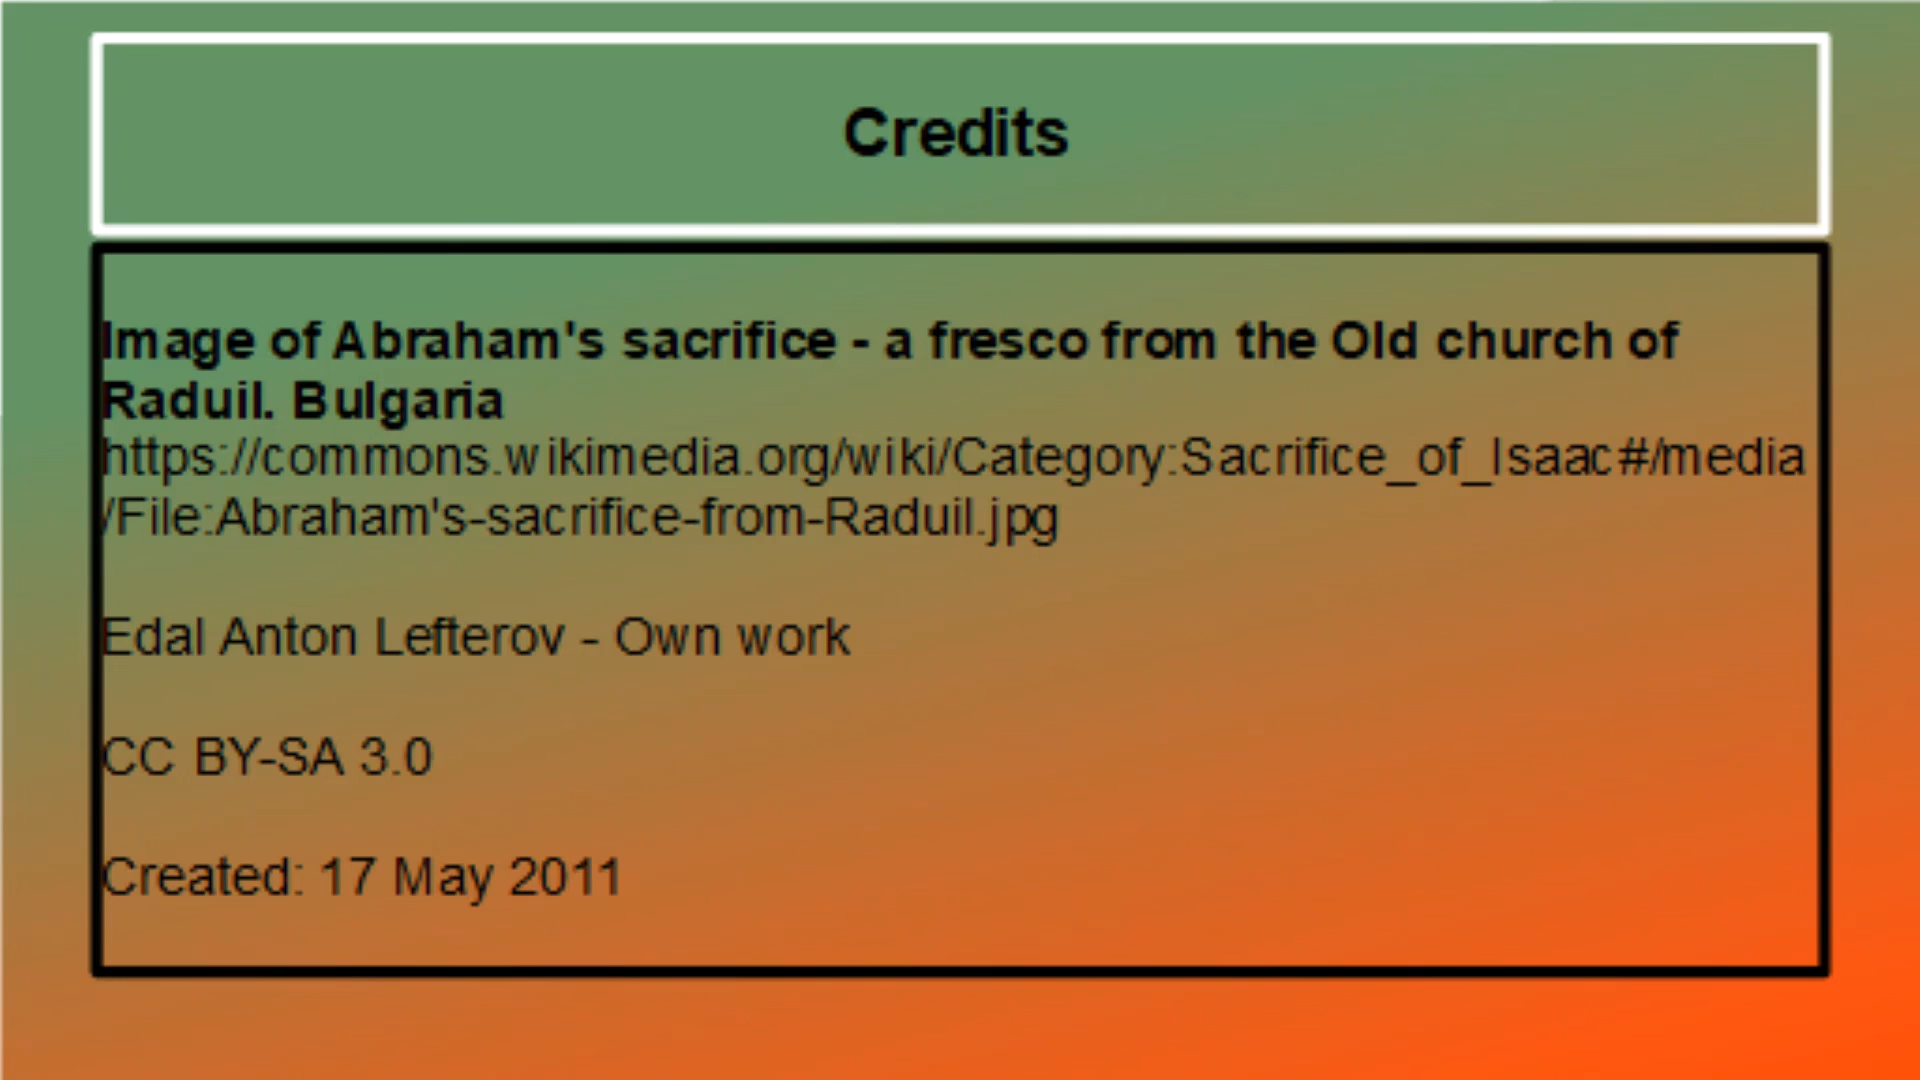 Credits
Image of Abraham's sacrifice - a fresco from the Old church of
Raduil. Bulgaria
https://commons.wikimedia.org/wiki/Category:Sacrifice_of_Isaac#/media
/File:Abraham's-sacrifice-from-Raduil.jpg
Edal Anton Lefterov - Own work
CC BY-SA 3.0
Created: 17 May 2011